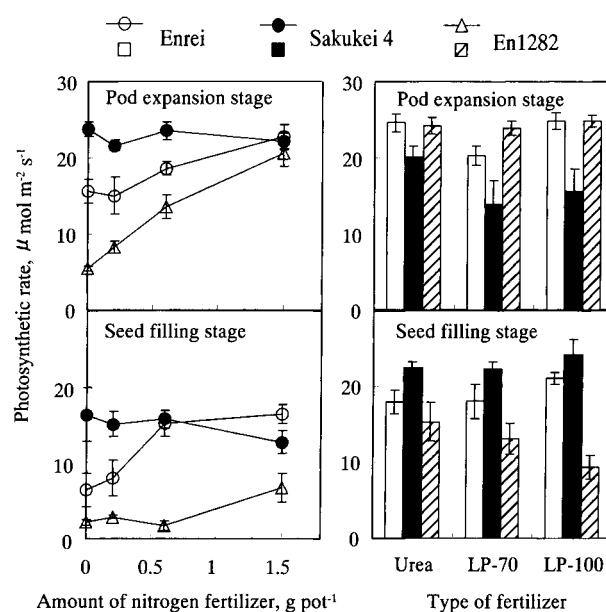 Enrei
Sakukei 4
En1282
Photosynthetic rate, μ mol m⁻² s⁻¹
30
Pod expansion stage
20
10
0
Seed filling stage
20
10
0
0 0.5 1 1.5
Amount of nitrogen fertilizer, g pot⁻¹
30
Pod expansion stage
20
10
0
Seed filling stage
20
10
0
Urea LP-70 LP-100
Type of fertilizer